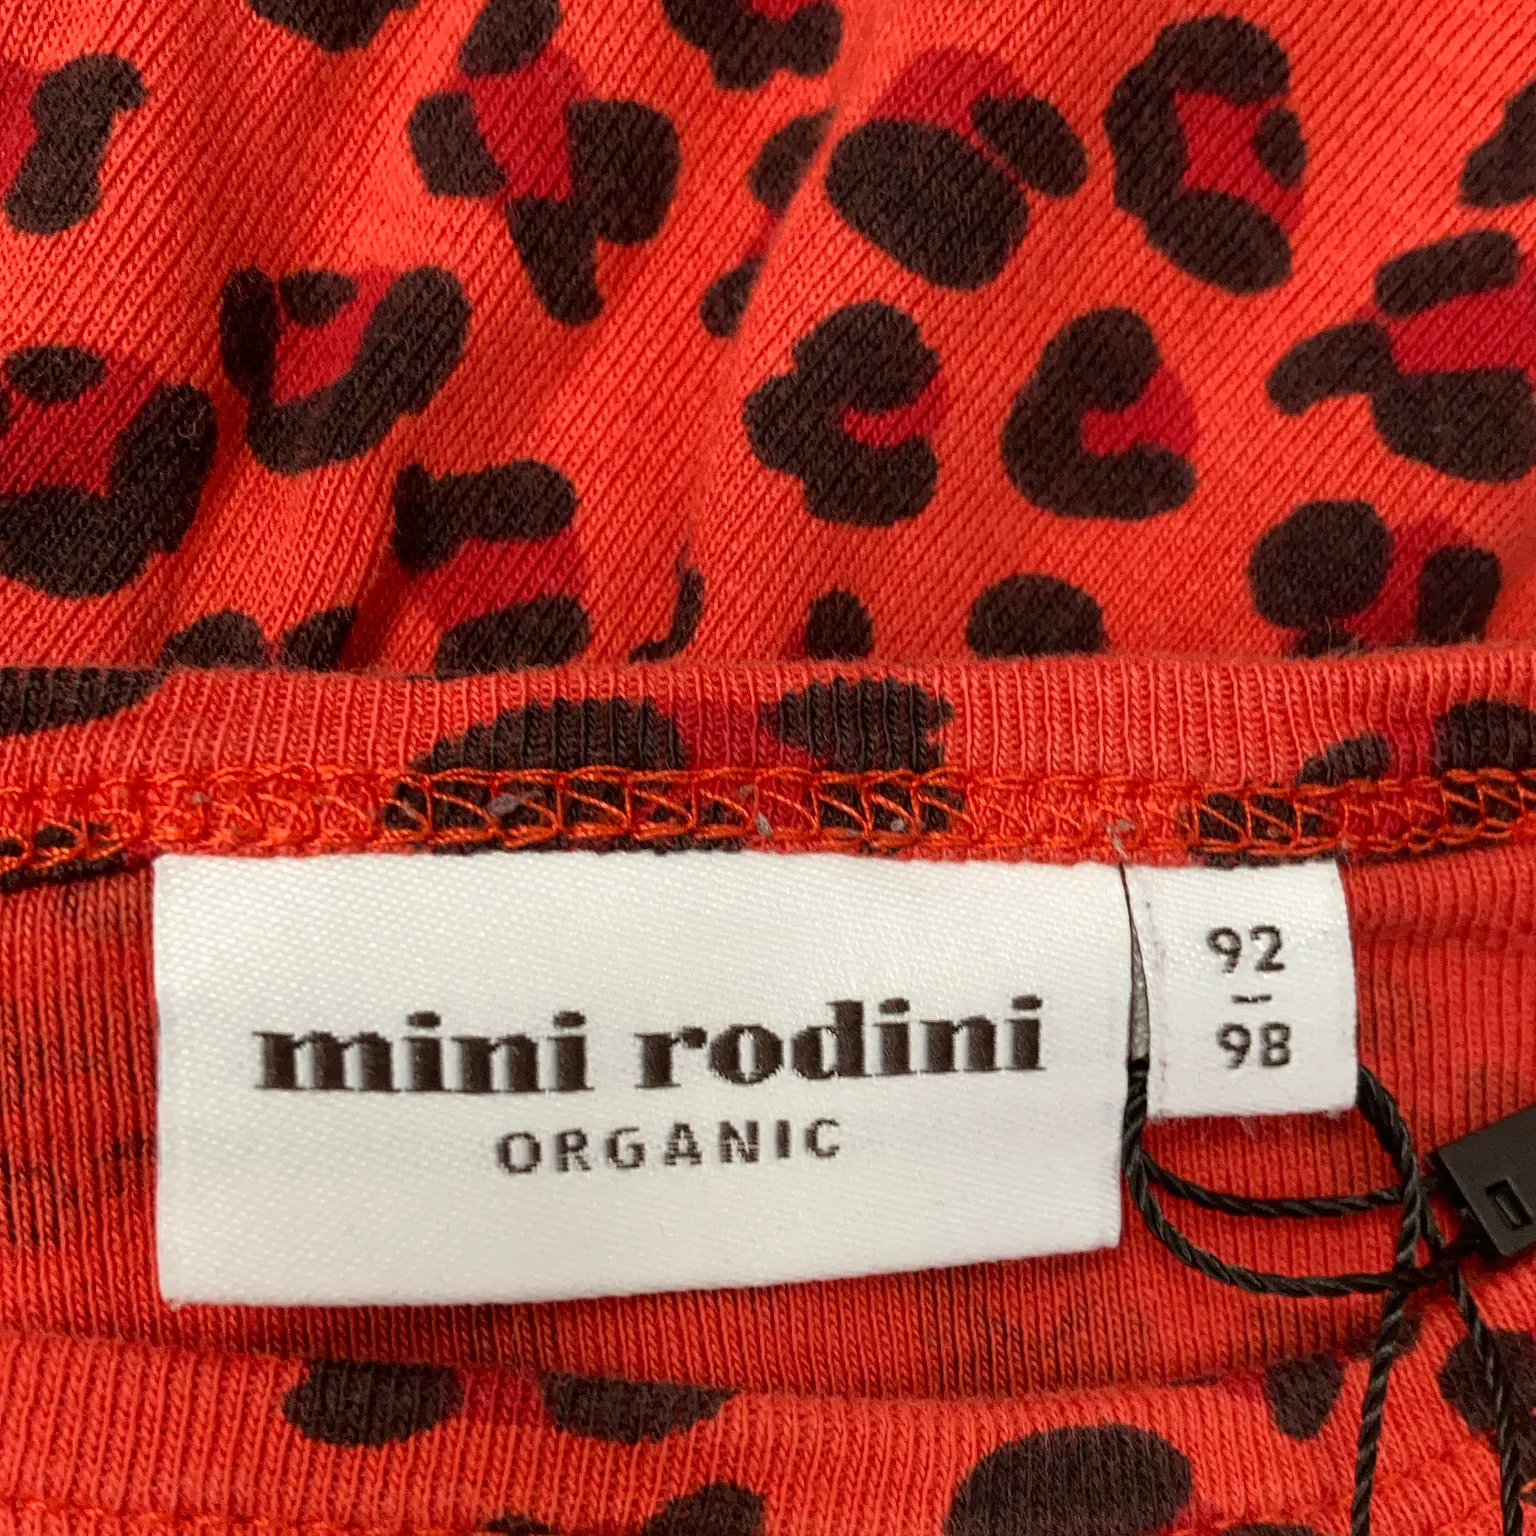 mini rodini
ORGANIC
92
–
98